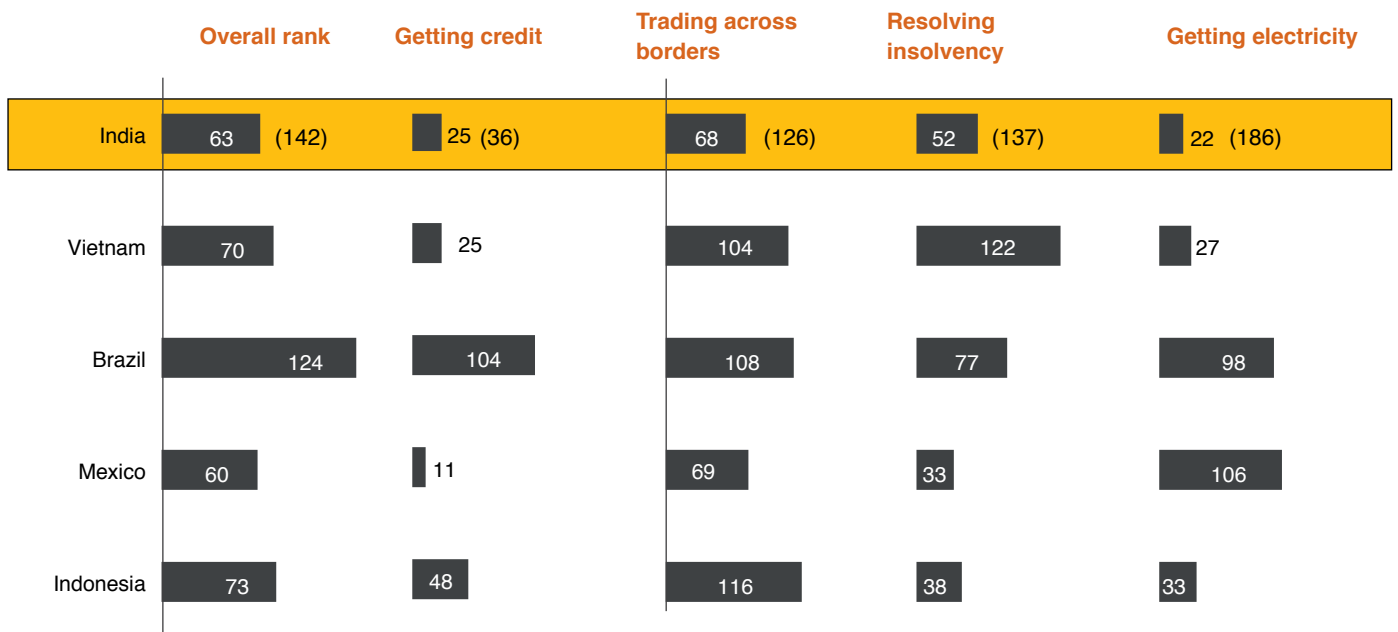 Overall rank Getting credit Trading across borders Resolving insolvency Getting electricity
India 63 (142) 25 (36) 68 (126) 52 (137) 22 (186)
Vietnam 70 25 104 122 27
Brazil 124 104 108 77 98
Mexico 60 11 69 33 106
Indonesia 73 48 116 38 33